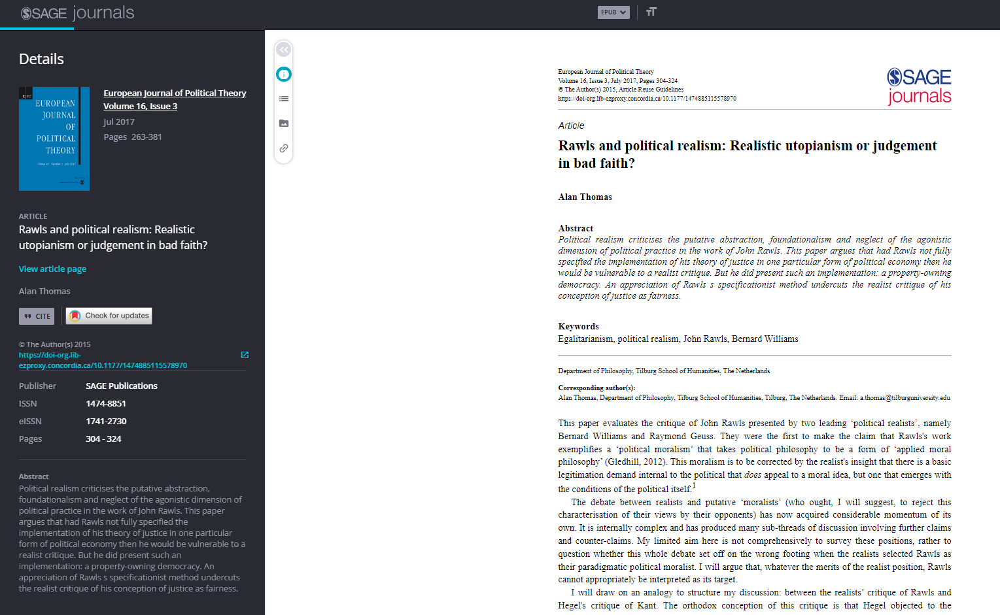 SAGE journals
EPUB
Details
EJPT
EUROPEAN
JOURNAL
OF
POLITICAL
THEORY
European Journal of Political Theory
Volume 16, Issue 3
Jul 2017
Pages 263-381
ARTICLE
Rawls and political realism: Realistic
utopianism or judgement in bad faith?
View article page
Alan Thomas
CITE
Check for updates
© The Author(s) 2015
https://doi-org.lib-
ezproxy.concordia.ca/10.1177/1474885115578970
Publisher SAGE Publications
ISSN 1474-8851
eISSN 1741-2730
Pages 304 - 324
Abstract
Political realism criticises the putative abstraction,
foundationalism and neglect of the agonistic dimension of
political practice in the work of John Rawls. This paper
argues that had Rawls not fully specified the
implementation of his theory of justice in one particular
form of political economy then he would be vulnerable to a
realist critique. But he did present such an
implementation: a property-owning democracy. An
appreciation of Rawls s specificationist method undercuts
the realist critique of his conception of justice as fairness.
European Journal of Political Theory
Volume 16, Issue 3, July 2017, Pages 304-324
© The Author(s) 2015, Article Reuse Guidelines
https://doi-org.lib-ezproxy.concordia.ca/10.1177/1474885115578970
SAGE
journals
Article
Rawls and political realism: Realistic utopianism or judgement
in bad faith?
Alan Thomas
Abstract
Political realism criticises the putative abstraction, foundationalism and neglect of the agonistic
dimension of political practice in the work of John Rawls. This paper argues that had Rawls not fully
specified the implementation of his theory of justice in one particular form of political economy then he
would be vulnerable to a realist critique. But he did present such an implementation: a property-owning
democracy. An appreciation of Rawls s specificationist method undercuts the realist critique of his
conception of justice as fairness.
Keywords
Egalitarianism, political realism, John Rawls, Bernard Williams
Department of Philosophy, Tilburg School of Humanities, The Netherlands
Corresponding author(s):
Alan Thomas, Department of Philosophy, Tilburg School of Humanities, Tilburg, The Netherlands. Email: a.thomas@tilburguniversity.edu
This paper evaluates the critique of John Rawls presented by two leading ‘political realists’, namely
Bernard Williams and Raymond Geuss. They were the first to make the claim that Rawls's work
exemplifies a ‘political moralism’ that takes political philosophy to be a form of ‘applied moral
philosophy’ (Gledhill, 2012). This moralism is to be corrected by the realist's insight that there is a basic
legitimation demand internal to the political that does appeal to a moral idea, but one that emerges with
the conditions of the political itself.1
The debate between realists and putative ‘moralists’ (who ought, I will suggest, to reject this
characterisation of their views by their opponents) has now acquired considerable momentum of its
own. It is internally complex and has produced many sub-threads of discussion involving further claims
and counter-claims. My limited aim here is not comprehensively to survey these positions, rather to
question whether this whole debate set off on the wrong footing when the realists selected Rawls as
their paradigmatic political moralist. I will argue that, whatever the merits of the realist position, Rawls
cannot appropriately be interpreted as its target.
I will draw on an analogy to structure my discussion: between the realists’ critique of Rawls and
Hegel's critique of Kant. The orthodox conception of this critique is that Hegel objected to the